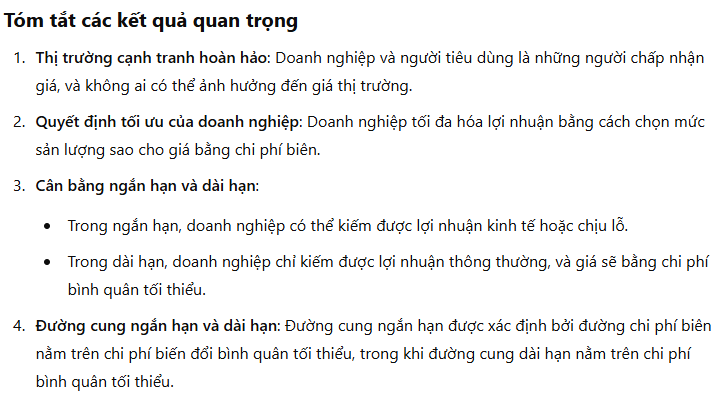 Tóm tắt các kết quả quan trọng
1. Thị trường cạnh tranh hoàn hảo: Doanh nghiệp và người tiêu dùng là những người chấp nhận
giá, và không ai có thể ảnh hưởng đến giá thị trường.
2. Quyết định tối ưu của doanh nghiệp: Doanh nghiệp tối đa hóa lợi nhuận bằng cách chọn mức
sản lượng sao cho giá bằng chi phí biên.
3. Cân bằng ngắn hạn và dài hạn:
• Trong ngắn hạn, doanh nghiệp có thể kiếm được lợi nhuận kinh tế hoặc chịu lỗ.
• Trong dài hạn, doanh nghiệp chỉ kiếm được lợi nhuận thông thường, và giá sẽ bằng chi phí
bình quân tối thiểu.
4. Đường cung ngắn hạn và dài hạn: Đường cung ngắn hạn được xác định bởi đường chi phí biên
nằm trên chi phí biến đổi bình quân tối thiểu, trong khi đường cung dài hạn nằm trên chi phí
bình quân tối thiểu.